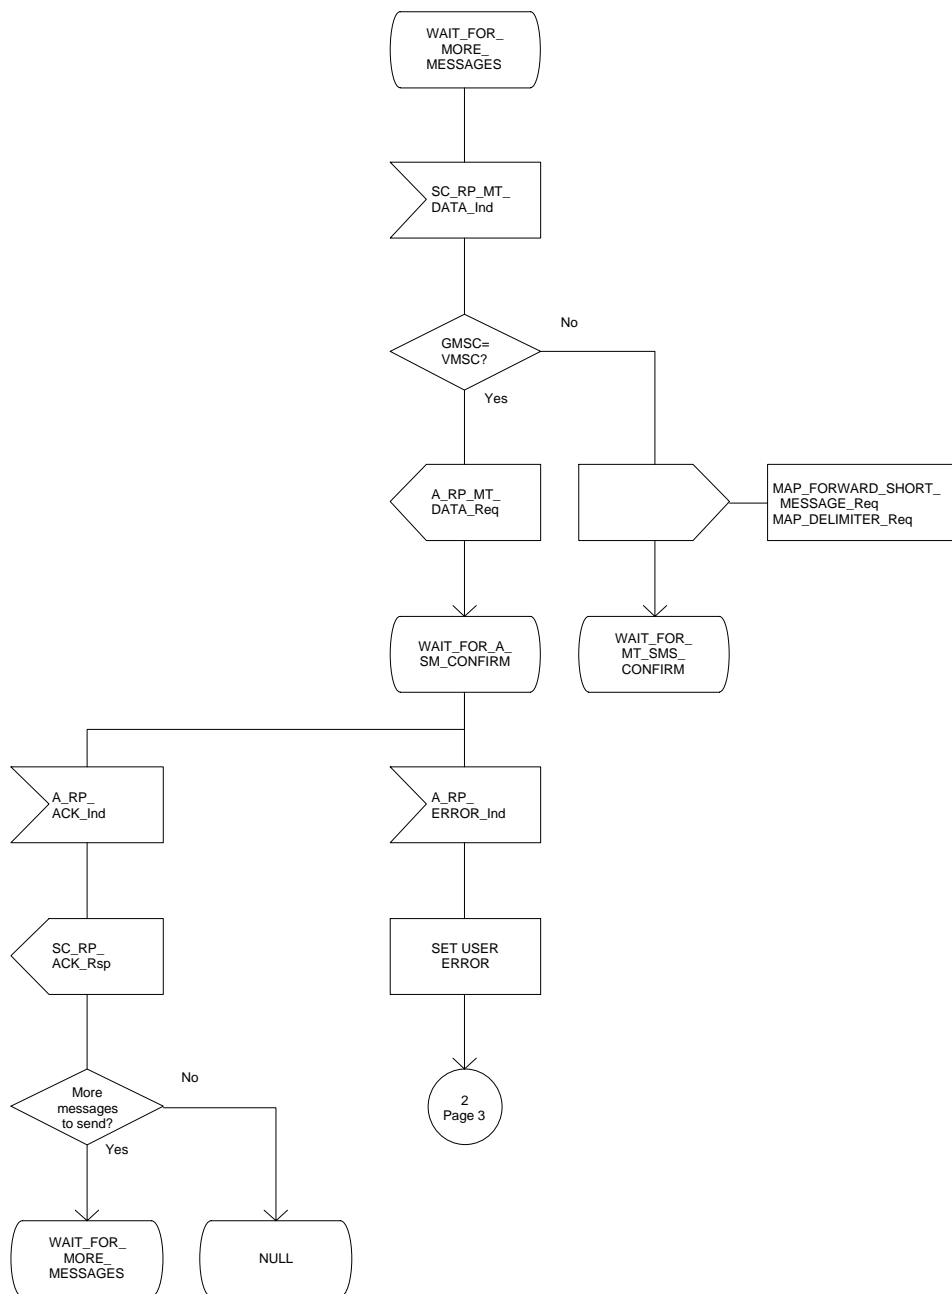 WAIT_FOR_
MORE_
MESSAGES
SC_RP_MT_
DATA_Ind
GMSC=
VMSC?
No
Yes
A_RP_MT_
DATA_Req
MAP_FORWARD_SHORT_
MESSAGE_Req
MAP_DELIMITER_Req
WAIT_FOR_A_
SM_CONFIRM
WAIT_FOR_
MT_SMS_
CONFIRM
A_RP_
ACK_Ind
A_RP_
ERROR_Ind
SC_RP_
ACK_Rsp
SET USER
ERROR
More
messages
to send?
No
Yes
2
Page 3
WAIT_FOR_
MORE_
MESSAGES
NULL